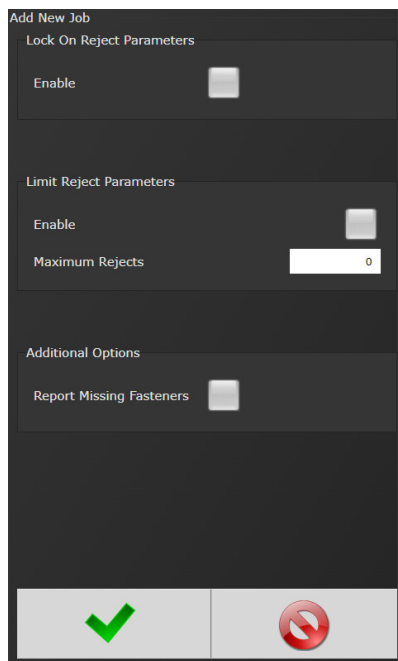 Add New Job
Lock On Reject Parameters
Enable
Limit Reject Parameters
Enable
Maximum Rejects 0
Additional Options
Report Missing Fasteners